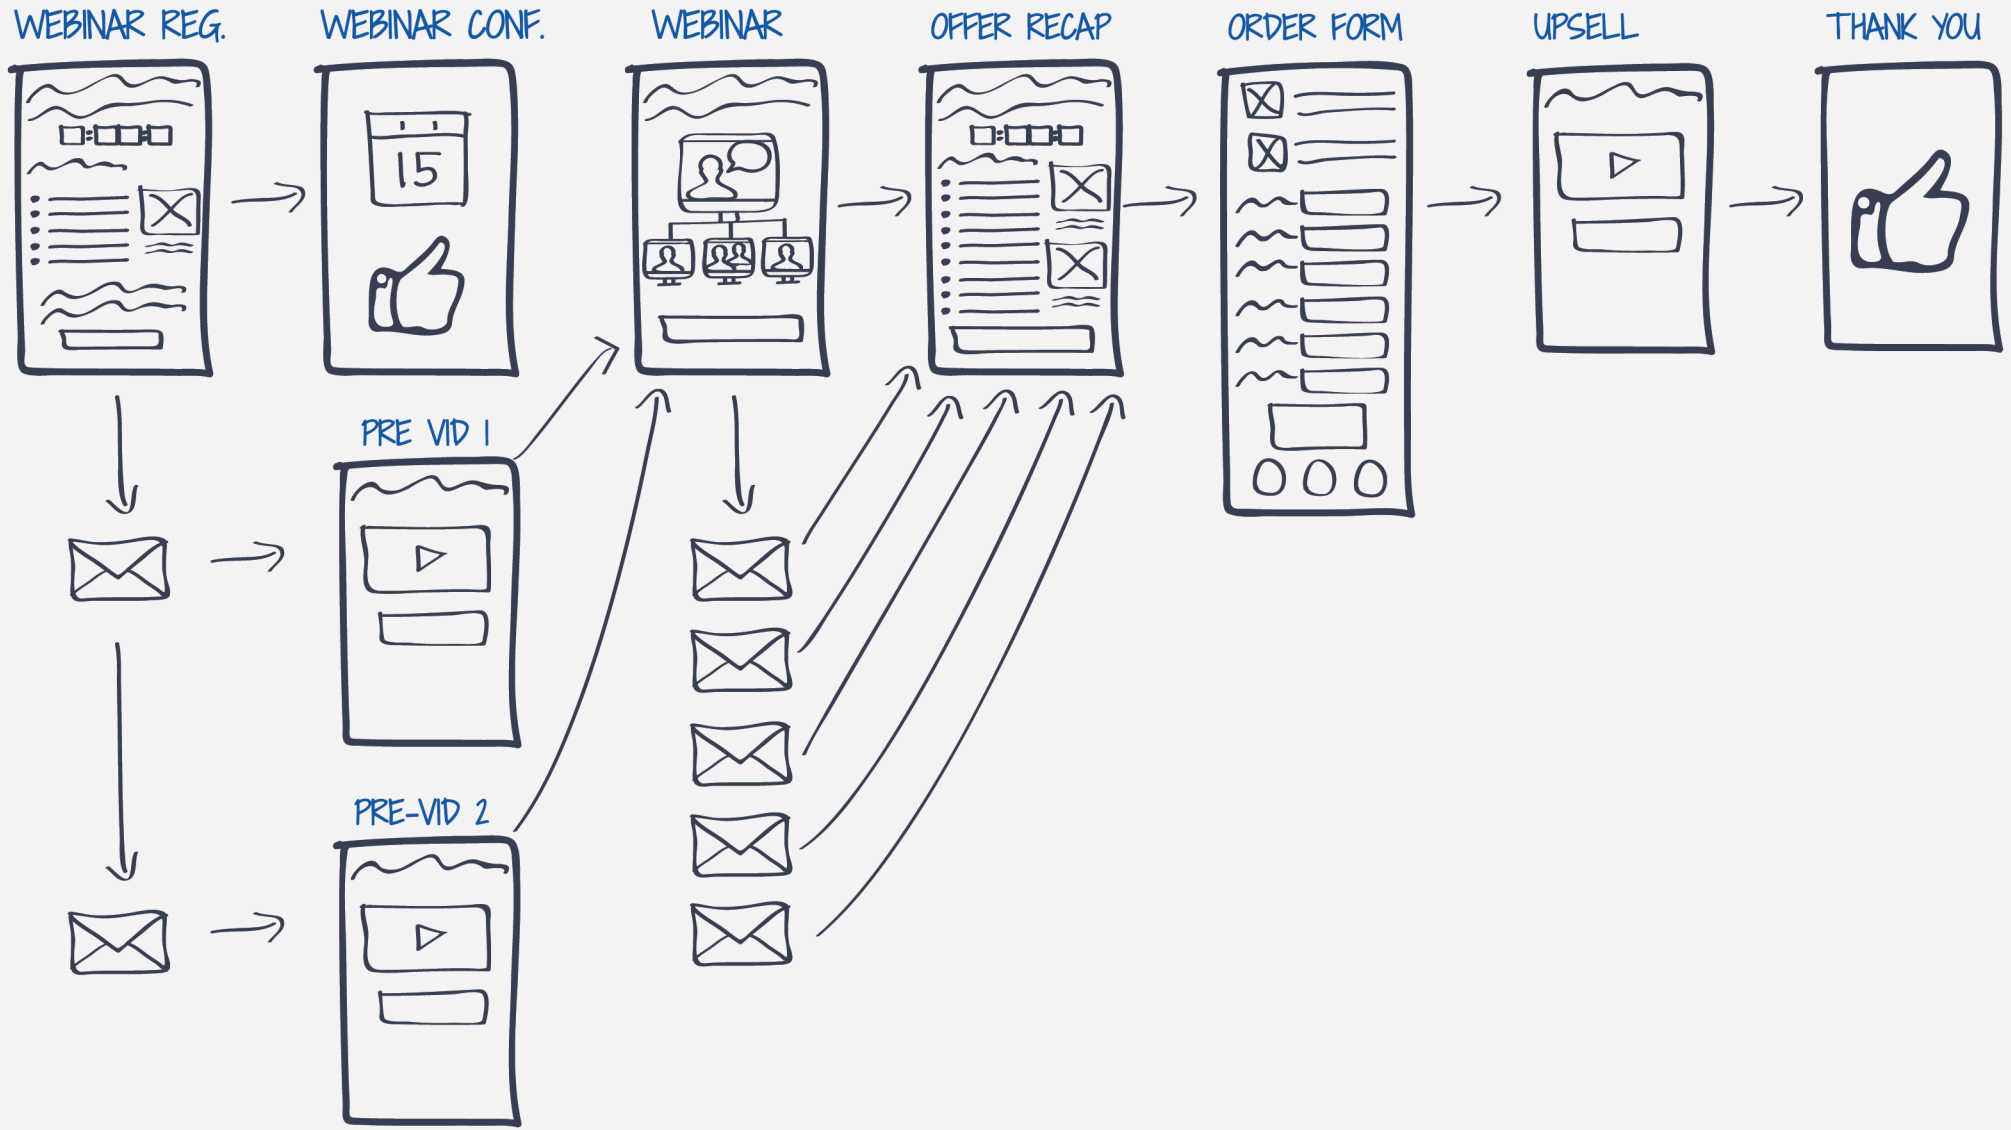 WEBINAR REG.
WEBINAR CONF.
WEBINAR
OFFER RECAP
ORDER FORM
UPSELL
THANK YOU
15
PRE VID 1
PRE-VID 2